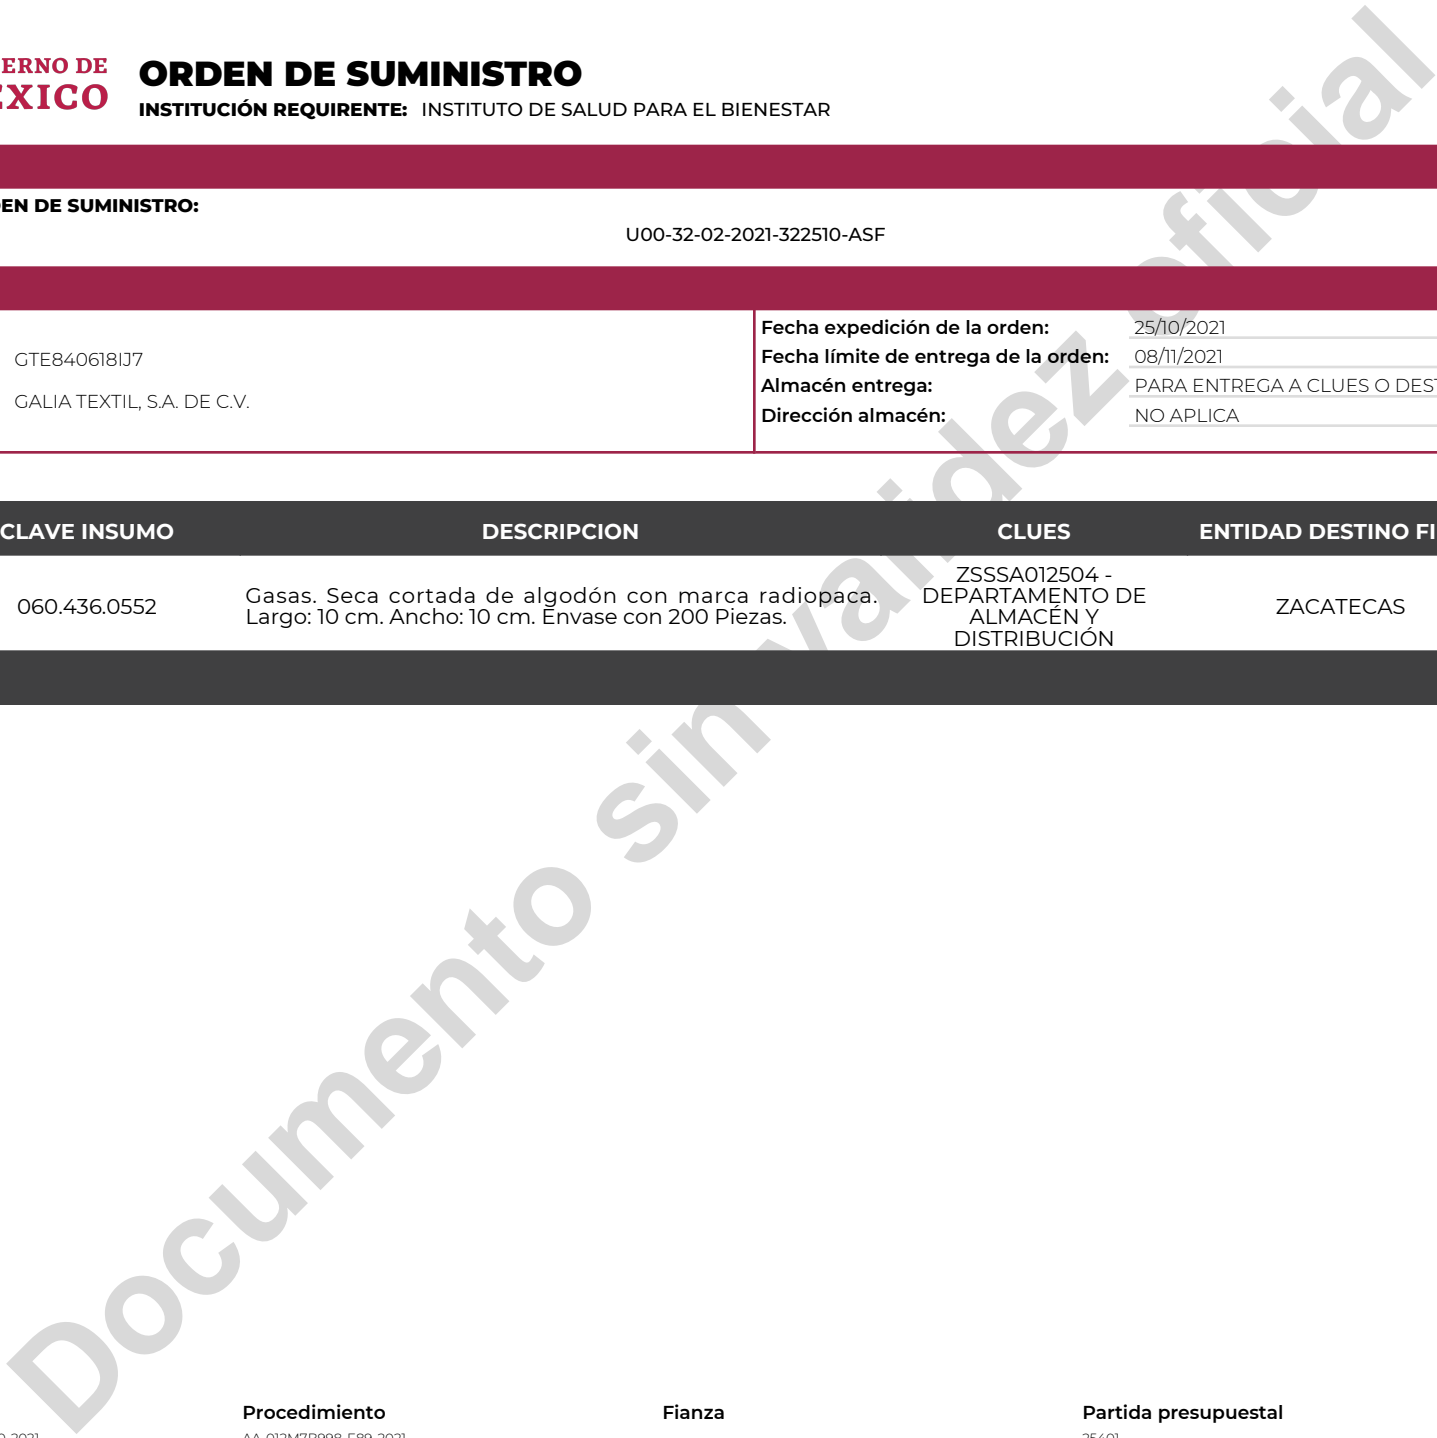 ERNO DE
XICO
ORDEN DE SUMINISTRO
INSTITUCIÓN REQUIRENTE: INSTITUTO DE SALUD PARA EL BIENESTAR
EN DE SUMINISTRO:
U00-32-02-2021-322510-ASF
GTE840618IJ7
GALIA TEXTIL, S.A. DE C.V.
Fecha expedición de la orden: 25/10/2021
Fecha límite de entrega de la orden: 08/11/2021
Almacén entrega: PARA ENTREGA A CLUES O DEST
Dirección almacén: NO APLICA
CLAVE INSUMO DESCRIPCION CLUES ENTIDAD DESTINO FI
060.436.0552
Gasas. Seca cortada de algodón con marca radiopaca.
Largo: 10 cm. Ancho: 10 cm. Envase con 200 Piezas.
ZSSSA012504 -
DEPARTAMENTO DE
ALMACÉN Y
DISTRIBUCIÓN
ZACATECAS
Documento sin validez oficial
Procedimiento Fianza Partida presupuestal